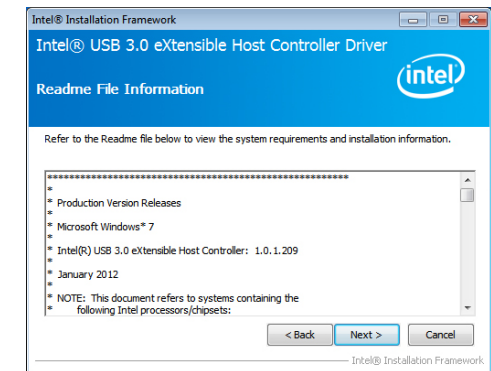 Intel® Installation Framework
Intel® USB 3.0 eXtensible Host Controller Driver
Readme File Information
intel
Refer to the Readme file below to view the system requirements and installation information.
*******************************************************
*
* Production Version Releases
*
* Microsoft Windows* 7
*
* Intel(R) USB 3.0 eXtensible Host Controller: 1.0.1.209
*
* January 2012
*
* NOTE: This document refers to systems containing the
* following Intel processors/chipsets:
< Back Next > Cancel
Intel® Installation Framework